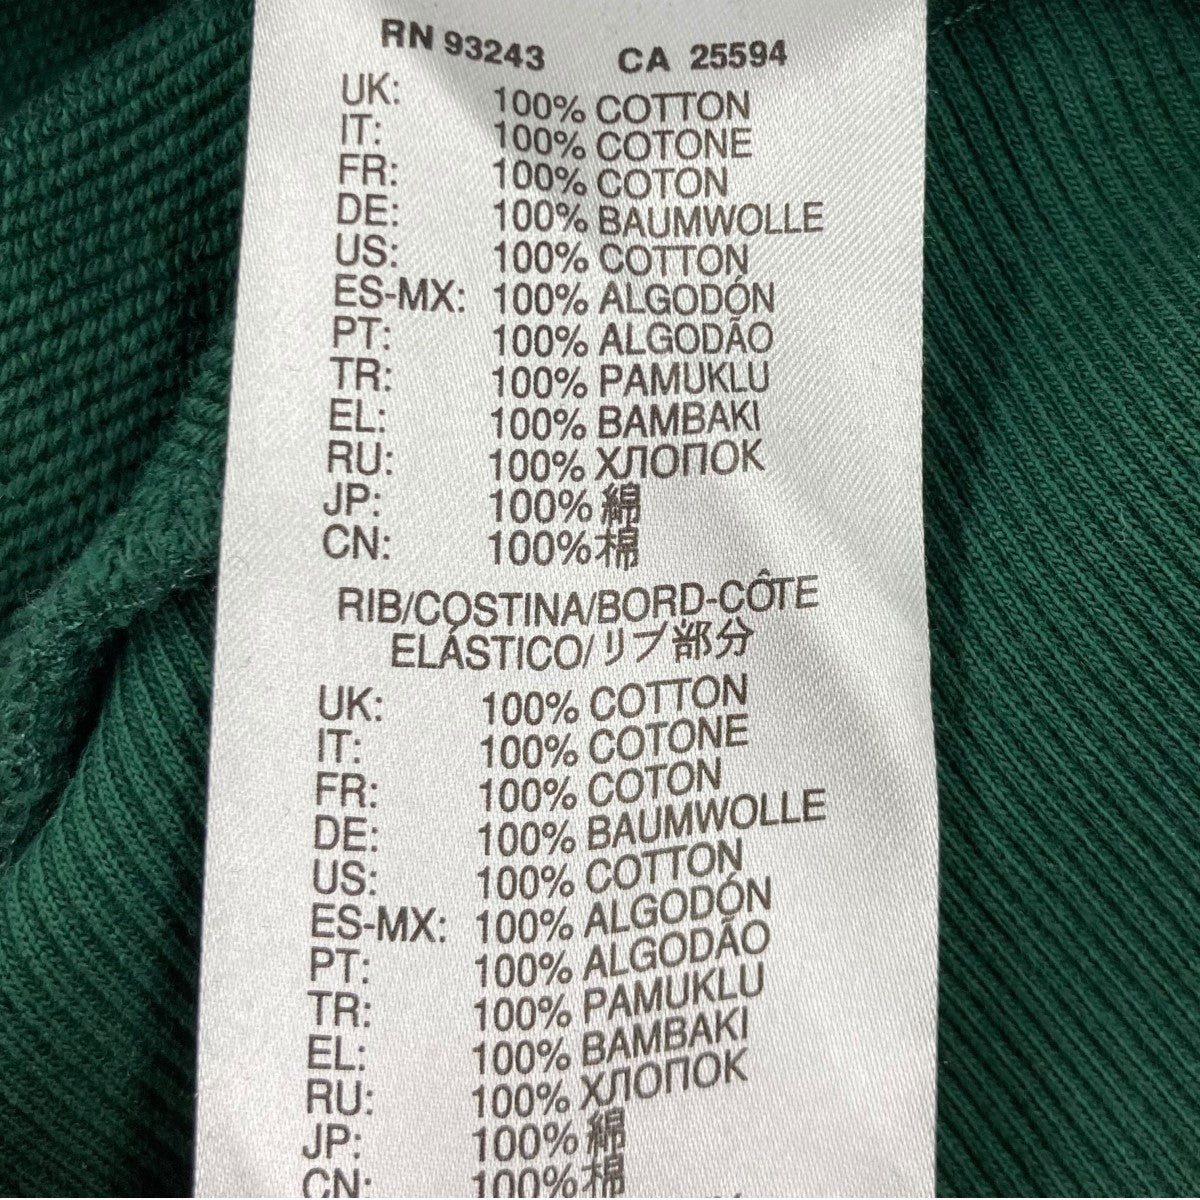 RN 93243 CA 25594
UK: 100% COTTON
IT: 100% COTONE
FR: 100% COTON
DE: 100% BAUMWOLLE
US: 100% COTTON
ES-MX: 100% ALGODÓN
PT: 100% ALGODÃO
TR: 100% PAMUKLU
EL: 100% BAMBAKI
RU: 100% ХЛОПОК
JP: 100% 綿
CN: 100% 棉
RIB/COSTINA/BORD-CÔTE
ELÁSTICO/リブ部分
UK: 100% COTTON
IT: 100% COTONE
FR: 100% COTON
DE: 100% BAUMWOLLE
US: 100% COTTON
ES-MX: 100% ALGODÓN
PT: 100% ALGODÃO
TR: 100% PAMUKLU
EL: 100% BAMBAKI
RU: 100% ХЛОПОК
JP: 100% 綿
CN: 100% 棉